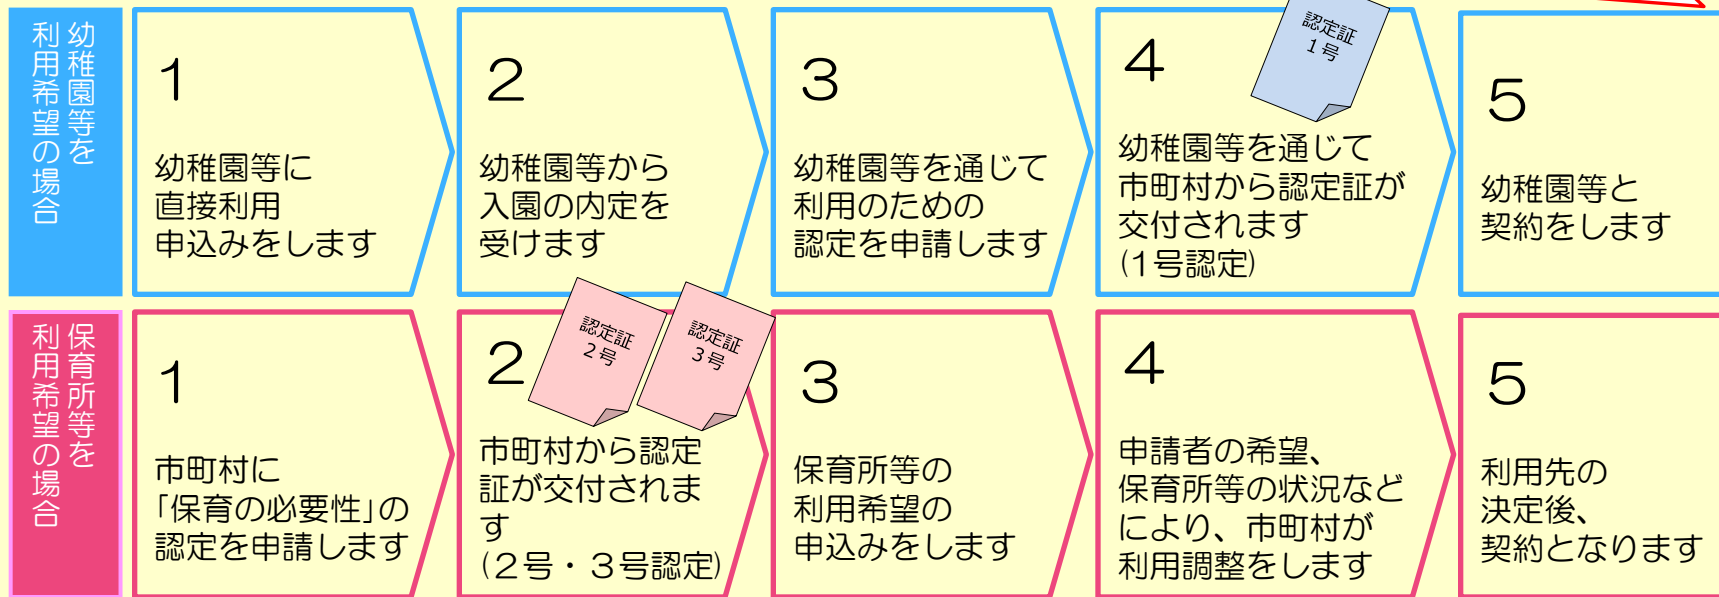 幼稚園等を
利用希望の場合
1
幼稚園等に
直接利用
申込みをします
2
幼稚園等から
入園の内定を
受けます
3
幼稚園等を通じて
利用のための
認定を申請します
4
認定証
1号
幼稚園等を通じて
市町村から認定証が
交付されます
(1号認定)
5
幼稚園等と
契約をします
保育所等を
利用希望の場合
1
市町村に
「保育の必要性」の
認定を申請します
2
認定証
2号
認定証
3号
市町村から認定
証が交付されま
す
(２号・３号認定)
3
保育所等の
利用希望の
申込みをします
4
申請者の希望、
保育所等の状況など
により、市町村が
利用調整をします
5
利用先の
決定後、
契約となります